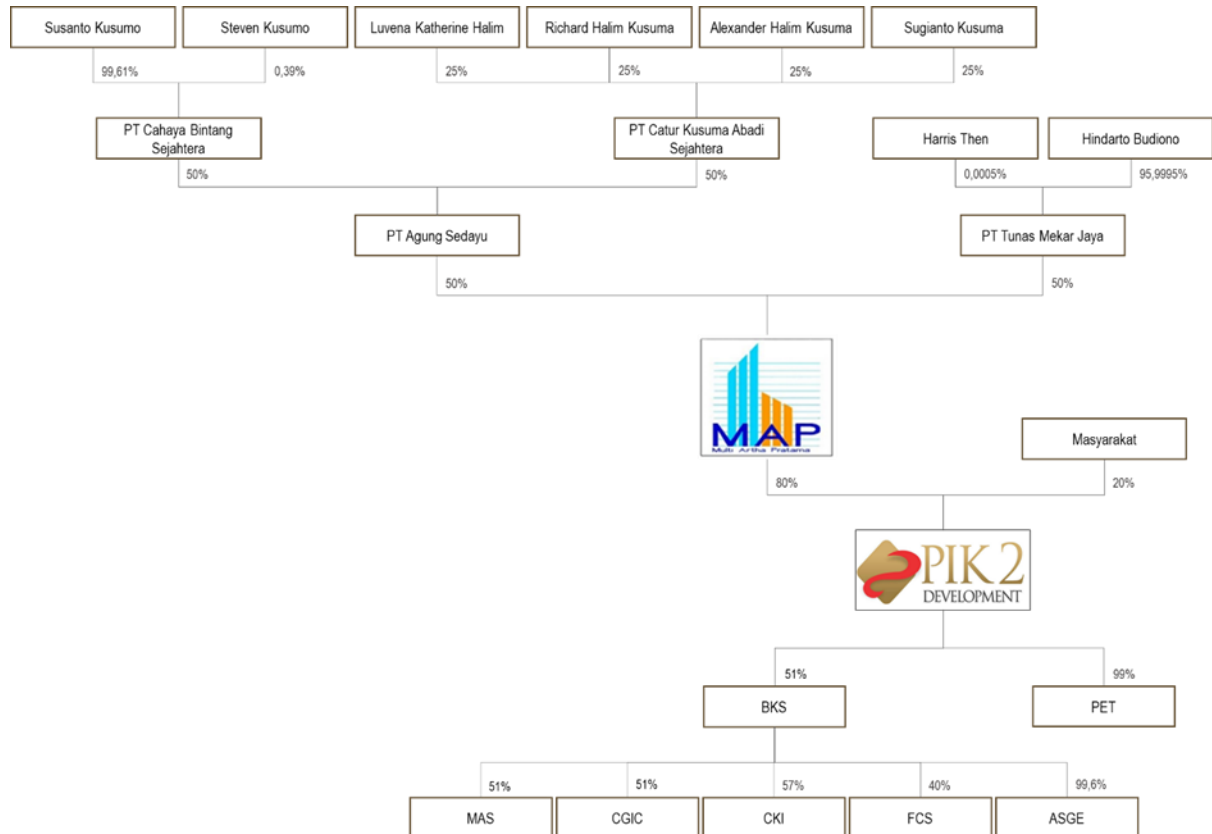 Susanto Kusumo
Steven Kusumo
Luvena Katherine Halim
Richard Halim Kusuma
Alexander Halim Kusuma
Sugianto Kusuma
99,61%
0,39%
25%
25%
25%
25%
PT Cahaya Bintang
Sejahtera
PT Catur Kusuma Abadi
Sejahtera
Harris Then
Hindarto Budiono
50%
50%
0,0005%
95,9995%
PT Agung Sedayu
PT Tunas Mekar Jaya
50%
50%
MAP
Multi Artha Pratama
Masyarakat
80%
20%
PIK 2
DEVELOPMENT
51%
99%
BKS
PET
51%
51%
57%
40%
99,6%
MAS
CGIC
CKI
FCS
ASGE